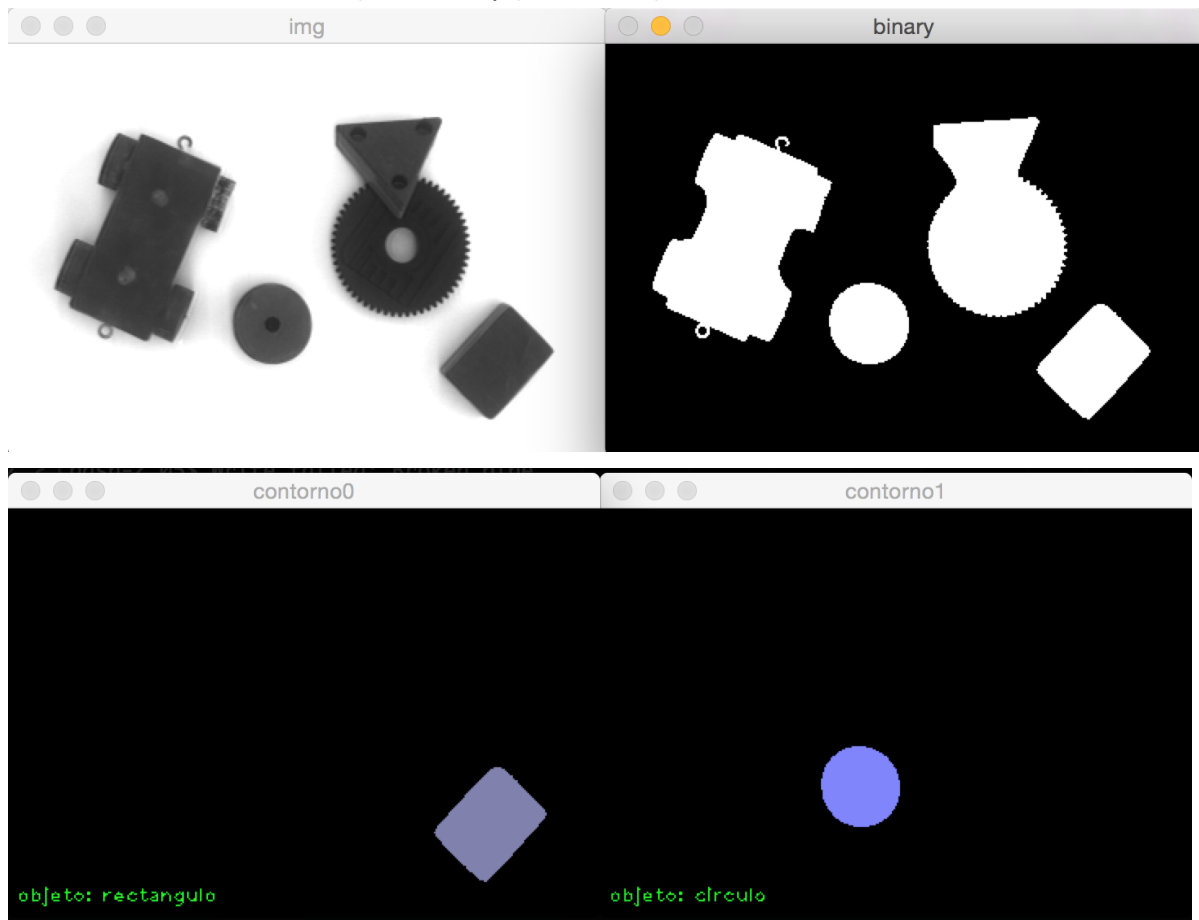 img
binary
contorno0
contorno1
objeto: rectangulo
objeto: circulo